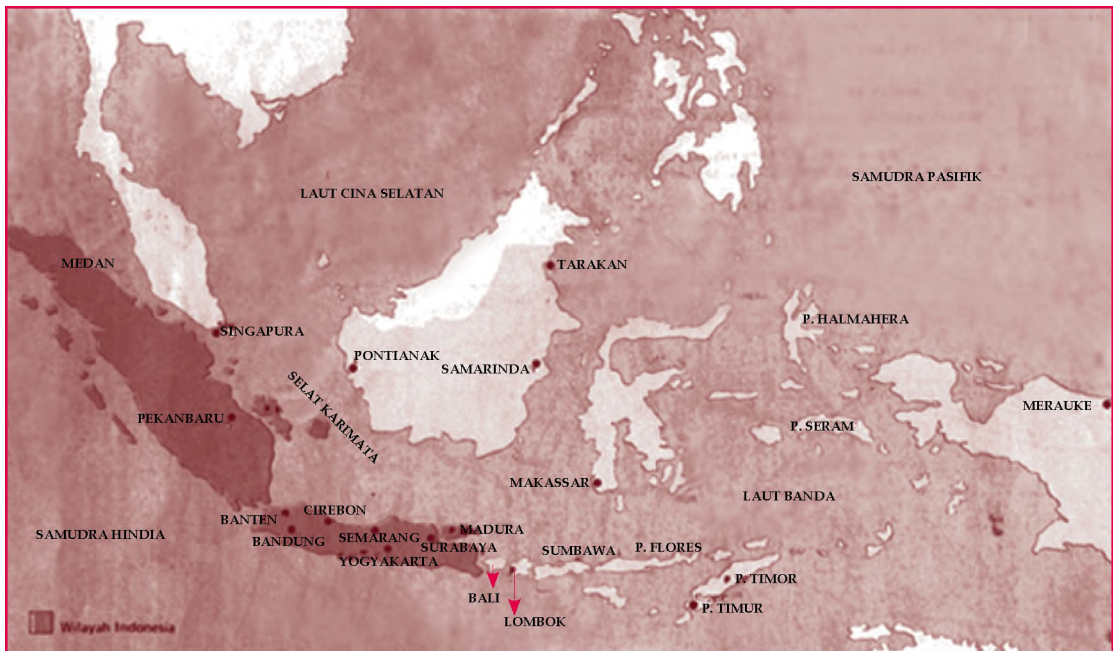 SAMUDRA PASIFIK
LAUT CINA SELATAN
MEDAN
TARAKAN
P. HALMAHERA
SINGAPURA
PONTIANAK
SAMARINDA
SELAT KARIMATA
MERAUKE
PEKANBARU
P. SERAM
MAKASSAR
LAUT BANDA
CIREBON
BANTEN
SAMUDRA HINDIA
BANDUNG
SEMARANG
MADURA
SURABAYA
YOGYAKARTA
SUMBAWA
P. FLORES
P. TIMOR
BALI
P. TIMUR
LOMBOK
Wilayah Indonesia